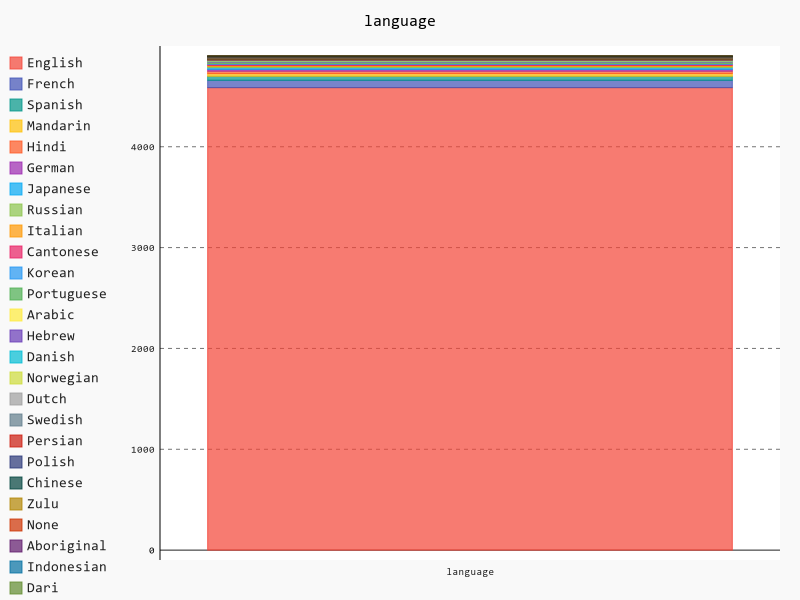 language
English
French
Spanish
Mandarin
Hindi
German
Japanese
Russian
Italian
Cantonese
Korean
Portuguese
Arabic
Hebrew
Danish
Norwegian
Dutch
Swedish
Persian
Polish
Chinese
Zulu
None
Aboriginal
Indonesian
Dari
4000
3000
2000
1000
0
language